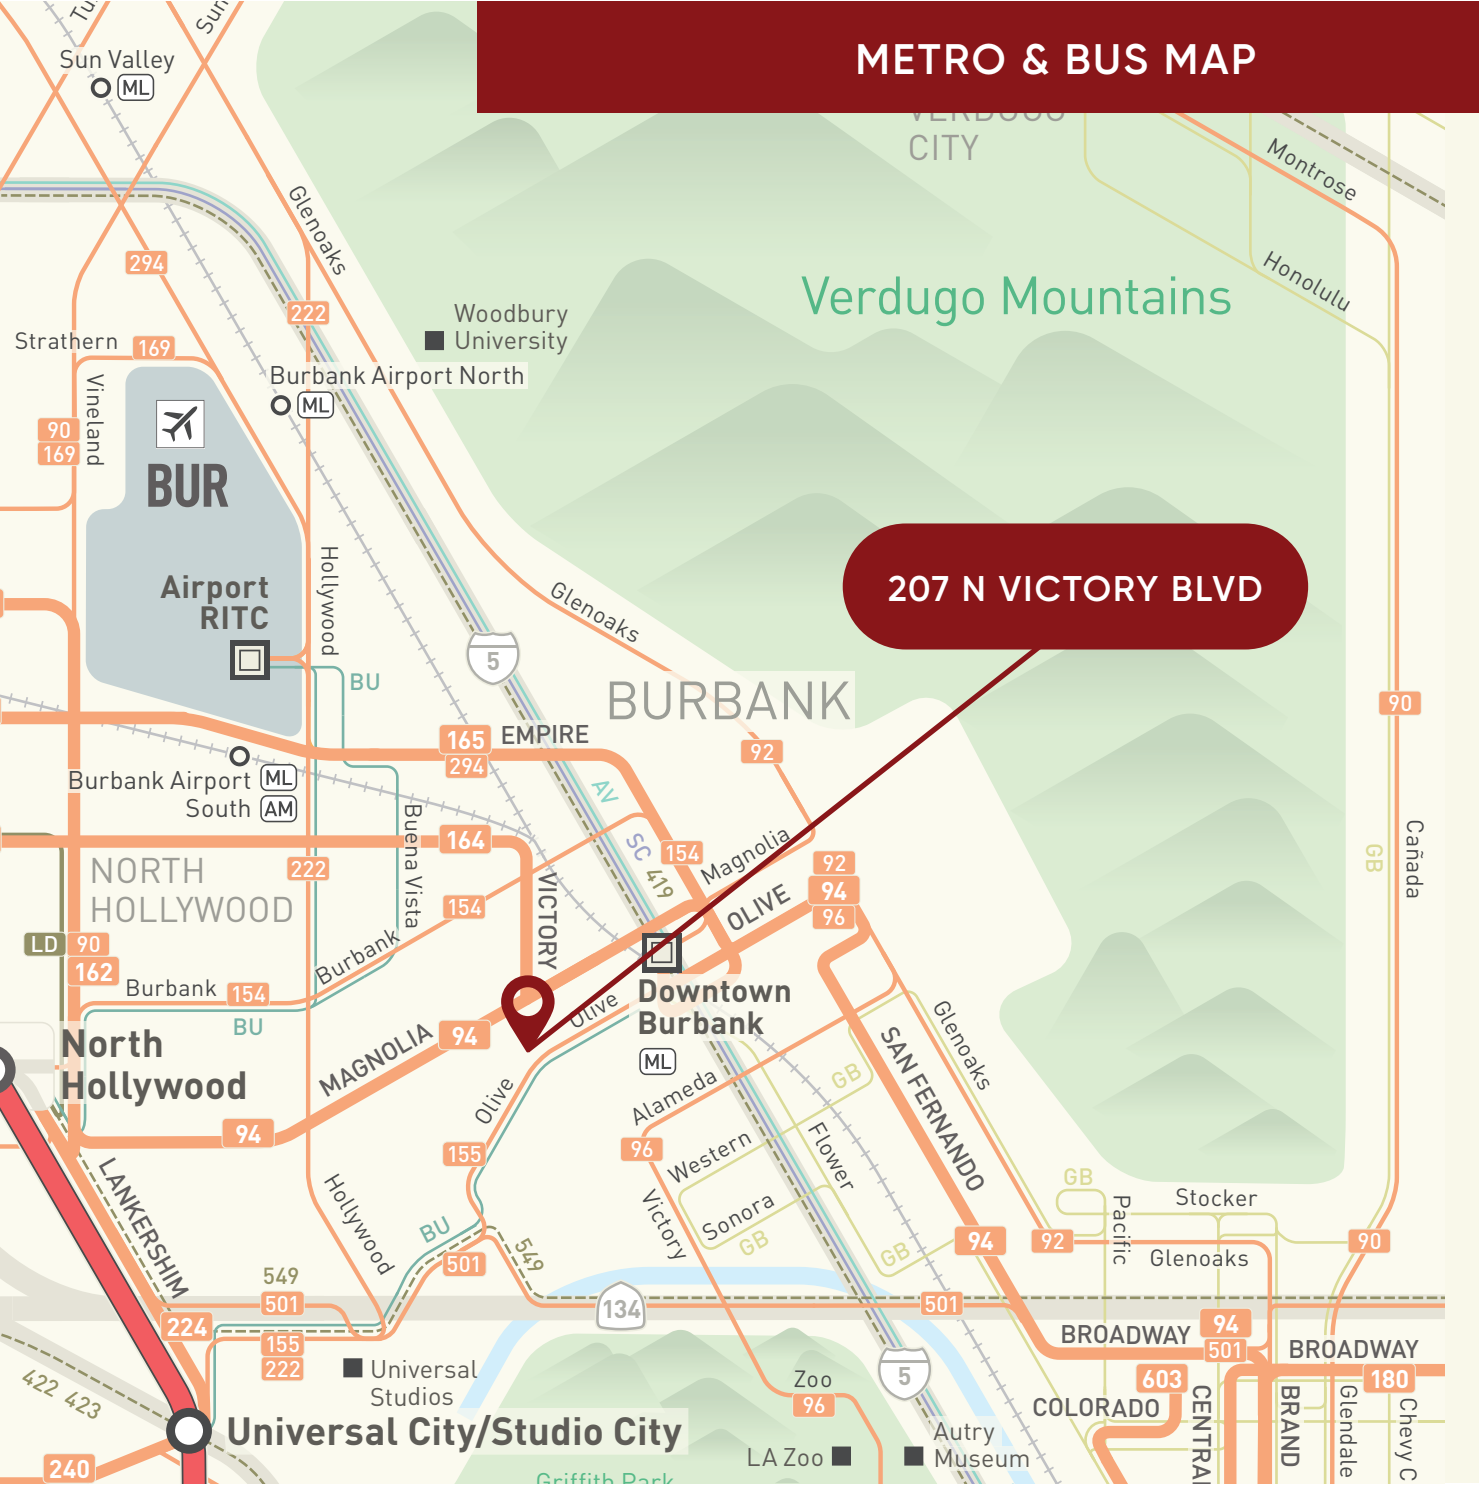 METRO & BUS MAP
Sun Valley
ML
CITY
Montrose
Honolulu
Glenoaks
294
222
Verdugo Mountains
Woodbury
University
Strathern
169
Burbank Airport North
ML
Vineland
90
169
BUR
Airport
RITC
Hollywood
BU
5
Glenoaks
207 N VICTORY BLVD
BURBANK
90
165
EMPIRE
294
92
Burbank Airport
ML
South
AM
AV
SC
419
Buena Vista
164
154
Magnolia
Cañada
GB
NORTH
HOLLYWOOD
222
VICTORY
154
92
94
96
OLIVE
LD
90
162
Burbank
Burbank
154
BU
Downtown
Burbank
ML
Olive
MAGNOLIA
94
North
Hollywood
Olive
Alameda
GB
SAN FERNANDO
Glenoaks
94
155
96
Western
Flower
Sonora
GB
GB
Victory
LANKERSHIM
Hollywood
BU
549
501
GB
Stocker
Pacific
94
92
Glenoaks
90
549
501
134
501
224
155
222
BROADWAY
94
501
BROADWAY
Universal
Studios
422 423
5
Zoo
96
603
180
COLORADO
CENTRAL
BRAND
Glendale
Chevy C
Universal City/Studio City
LA Zoo
Autry
Museum
240
Griffith Park